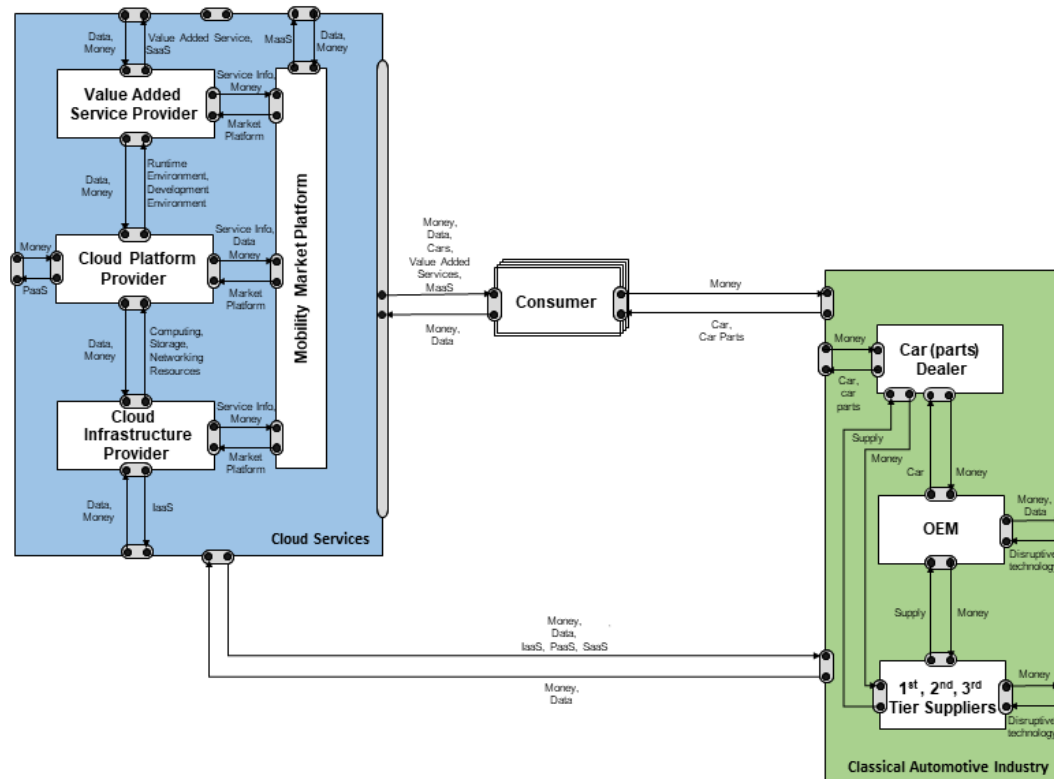 Data,
Money
Value Added Service,
SaaS
MaaS
Data,
Money
Value Added
Service Provider
Service Info,
Money
Market
Platform
Data,
Money
Runtime
Environment,
Development
Environment
Mobility Market Platform
Money
PaaS
Cloud Platform
Provider
Service Info,
Data
Money
Market
Platform
Data,
Money
Computing,
Storage,
Networking
Resources
Cloud
Infrastructure
Provider
Service Info,
Money
Market
Platform
Data,
Money
IaaS
Cloud Services
Money,
Data,
Cars,
Value Added
Services,
MaaS
Money,
Data
Consumer
Money
Car,
Car Parts
Money
Car,
car
parts
Car (parts)
Dealer
Supply
Money
Car
Money
OEM
Money,
Data
Disruptive
technology
Supply
Money
1st, 2nd, 3rd
Tier Suppliers
Money
Disruptive
technology
Money,
Data,
IaaS, PaaS, SaaS
Money,
Data
Classical Automotive Industry